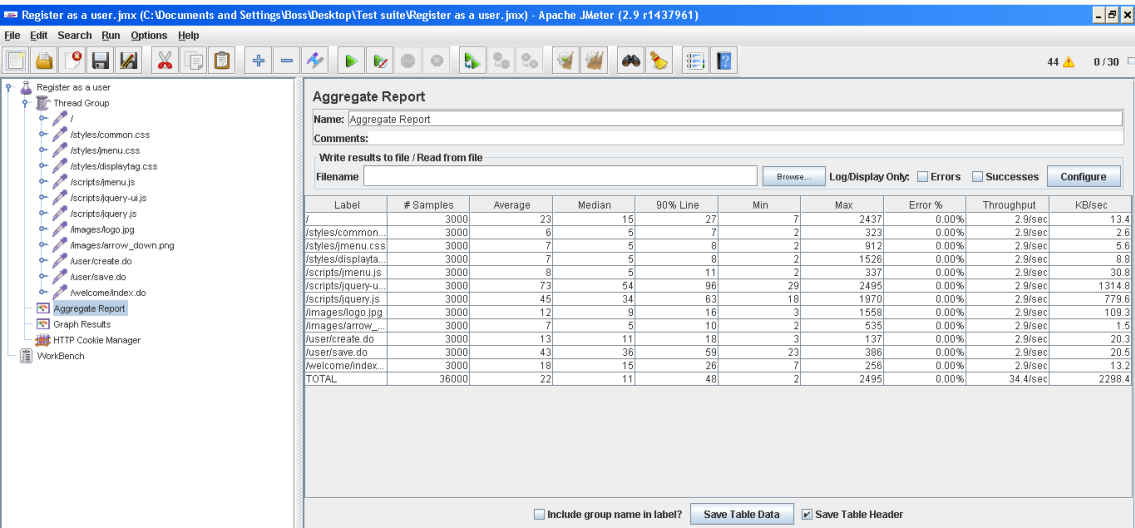 Register as a user.jmx (C:\Documents and Settings\Boss\Desktop\Test suite\Register as a user.jmx) - Apache JMeter (2.9 r1437961)
File Edit Search Run Options Help
44 0 / 30
Register as a user
Thread Group
/
/styles/common.css
/styles/jmenu.css
/styles/displaytag.css
/scripts/jmenu.js
/scripts/jquery-ui.js
/scripts/jquery.js
/images/logo.jpg
/images/arrow_down.png
/user/create.do
/user/save.do
/welcome/index.do
Aggregate Report
Graph Results
HTTP Cookie Manager
WorkBench
Aggregate Report
Name: Aggregate Report
Comments:
Write results to file / Read from file
Filename Browse... Log/Display Only: Errors Successes Configure
Label # Samples Average Median 90% Line Min Max Error % Throughput KB/sec
/ 3000 23 15 27 7 2437 0.00% 2.9/sec 13.4
/styles/common... 3000 6 5 7 2 323 0.00% 2.9/sec 2.6
/styles/jmenu.css 3000 7 5 8 2 912 0.00% 2.9/sec 5.6
/styles/displayta... 3000 7 5 8 2 1526 0.00% 2.9/sec 8.8
/scripts/jmenu.js 3000 8 5 11 2 337 0.00% 2.9/sec 30.8
/scripts/jquery-u... 3000 73 54 96 29 2495 0.00% 2.9/sec 1314.8
/scripts/jquery.js 3000 45 34 63 18 1970 0.00% 2.9/sec 779.6
/images/logo.jpg 3000 12 9 16 3 1558 0.00% 2.9/sec 109.3
/images/arrow_... 3000 7 5 10 2 535 0.00% 2.9/sec 1.5
/user/create.do 3000 13 11 18 3 137 0.00% 2.9/sec 20.3
/user/save.do 3000 43 36 59 23 386 0.00% 2.9/sec 20.5
/welcome/index... 3000 18 15 26 7 256 0.00% 2.9/sec 13.2
TOTAL 36000 22 11 48 2 2495 0.00% 34.4/sec 2298.4
Include group name in label? Save Table Data Save Table Header